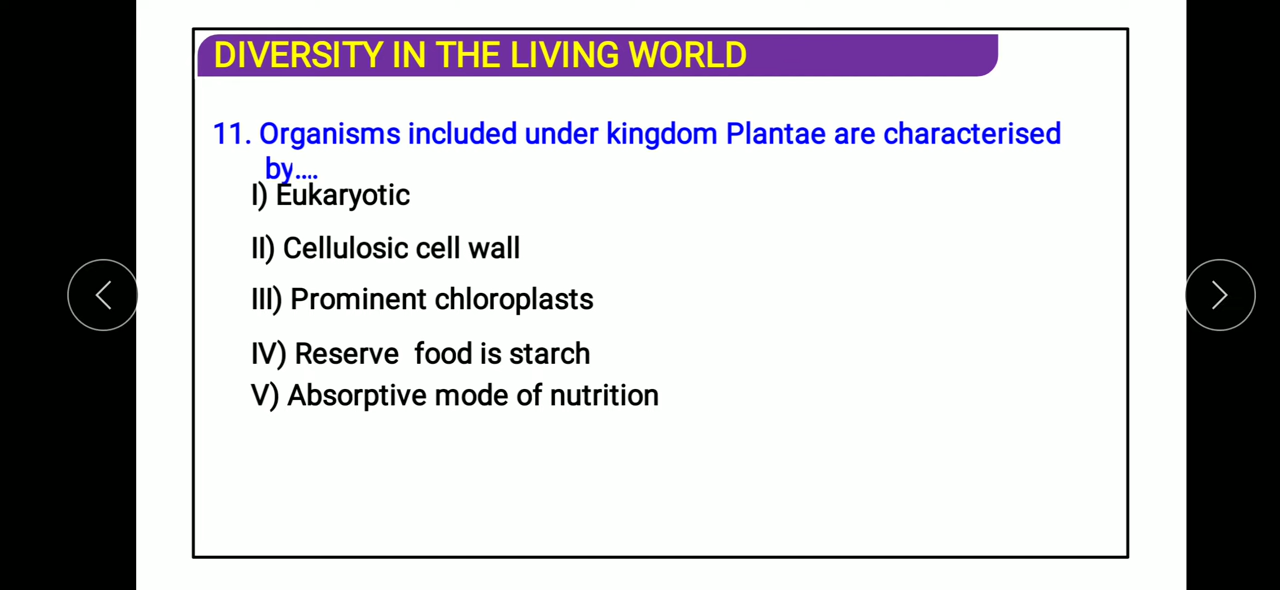 DIVERSITY IN THE LIVING WORLD
11. Organisms included under kingdom Plantae are characterised
by....
I) Eukaryotic
II) Cellulosic cell wall
III) Prominent chloroplasts
IV) Reserve food is starch
V) Absorptive mode of nutrition